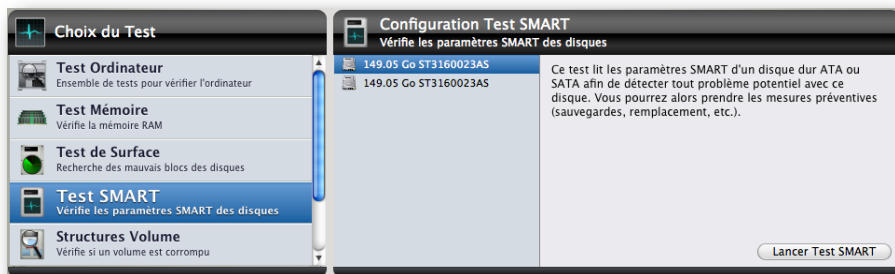 Choix du Test
Test Ordinateur
Ensemble de tests pour vérifier l'ordinateur
Test Mémoire
Vérifie la mémoire RAM
Test de Surface
Recherche des mauvais blocs des disques
Test SMART
Vérifie les paramètres SMART des disques
Structures Volume
Vérifie si un volume est corrompu
Configuration Test SMART
Vérifie les paramètres SMART des disques
149.05 Go ST3160023AS
149.05 Go ST3160023AS
Ce test lit les paramètres SMART d'un disque dur ATA ou
SATA afin de détecter tout problème potentiel avec ce
disque. Vous pourrez alors prendre les mesures préventives
(sauvegardes, remplacement, etc.).
Lancer Test SMART